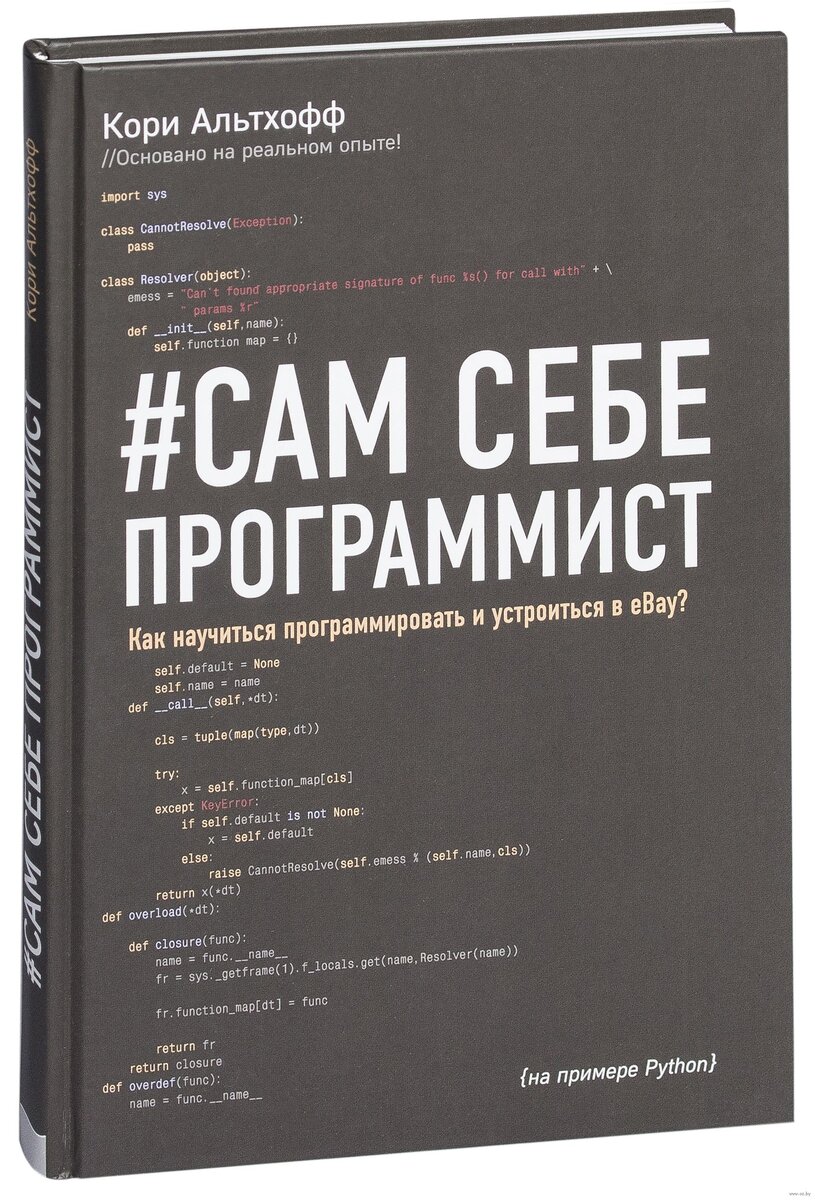 Кори Альтхофф
//Основано на реальном опыте!
import sys
class CannotResolve(Exception):
pass
class Resolver(object):
emess = "Can't found appropriate signature of func %s() for call with" + \
" params %r"
def __init__(self,name):
self.function map = {}
#САМ СЕБЕ
ПРОГРАММИСТ
Как научиться программировать и устроиться в eBay?
self.default = None
self.name = name
def __call__(self,*dt):
cls = tuple(map(type,dt))
try:
x = self.function_map[cls]
except KeyError:
if self.default is not None:
x = self.default
else:
raise CannotResolve(self.emess % (self.name,cls))
return x(*dt)
def overload(*dt):
def closure(func):
name = func.__name__
fr = sys._getframe(1).f_locals.get(name,Resolver(name))
fr.function_map[dt] = func
return fr
return closure
def overdef(func):
name = func.__name__
{на примере Python}
Кори Альтхофф
#САМ СЕБЕ ПРОГРАММИСТ
www.oz.by